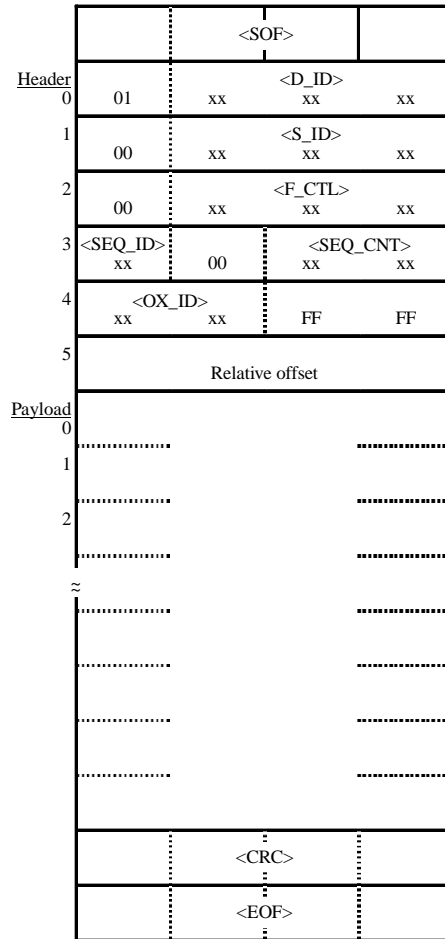 <SOF>
Header
<D_ID>
0 01 xx xx xx
<S_ID>
1 00 xx xx xx
<F_CTL>
2 00 xx xx xx
3 <SEQ_ID> <SEQ_CNT>
xx 00 xx xx
4 <OX_ID>
xx xx FF FF
5
Relative offset
Payload
0
1
2
≈
<CRC>
<EOF>